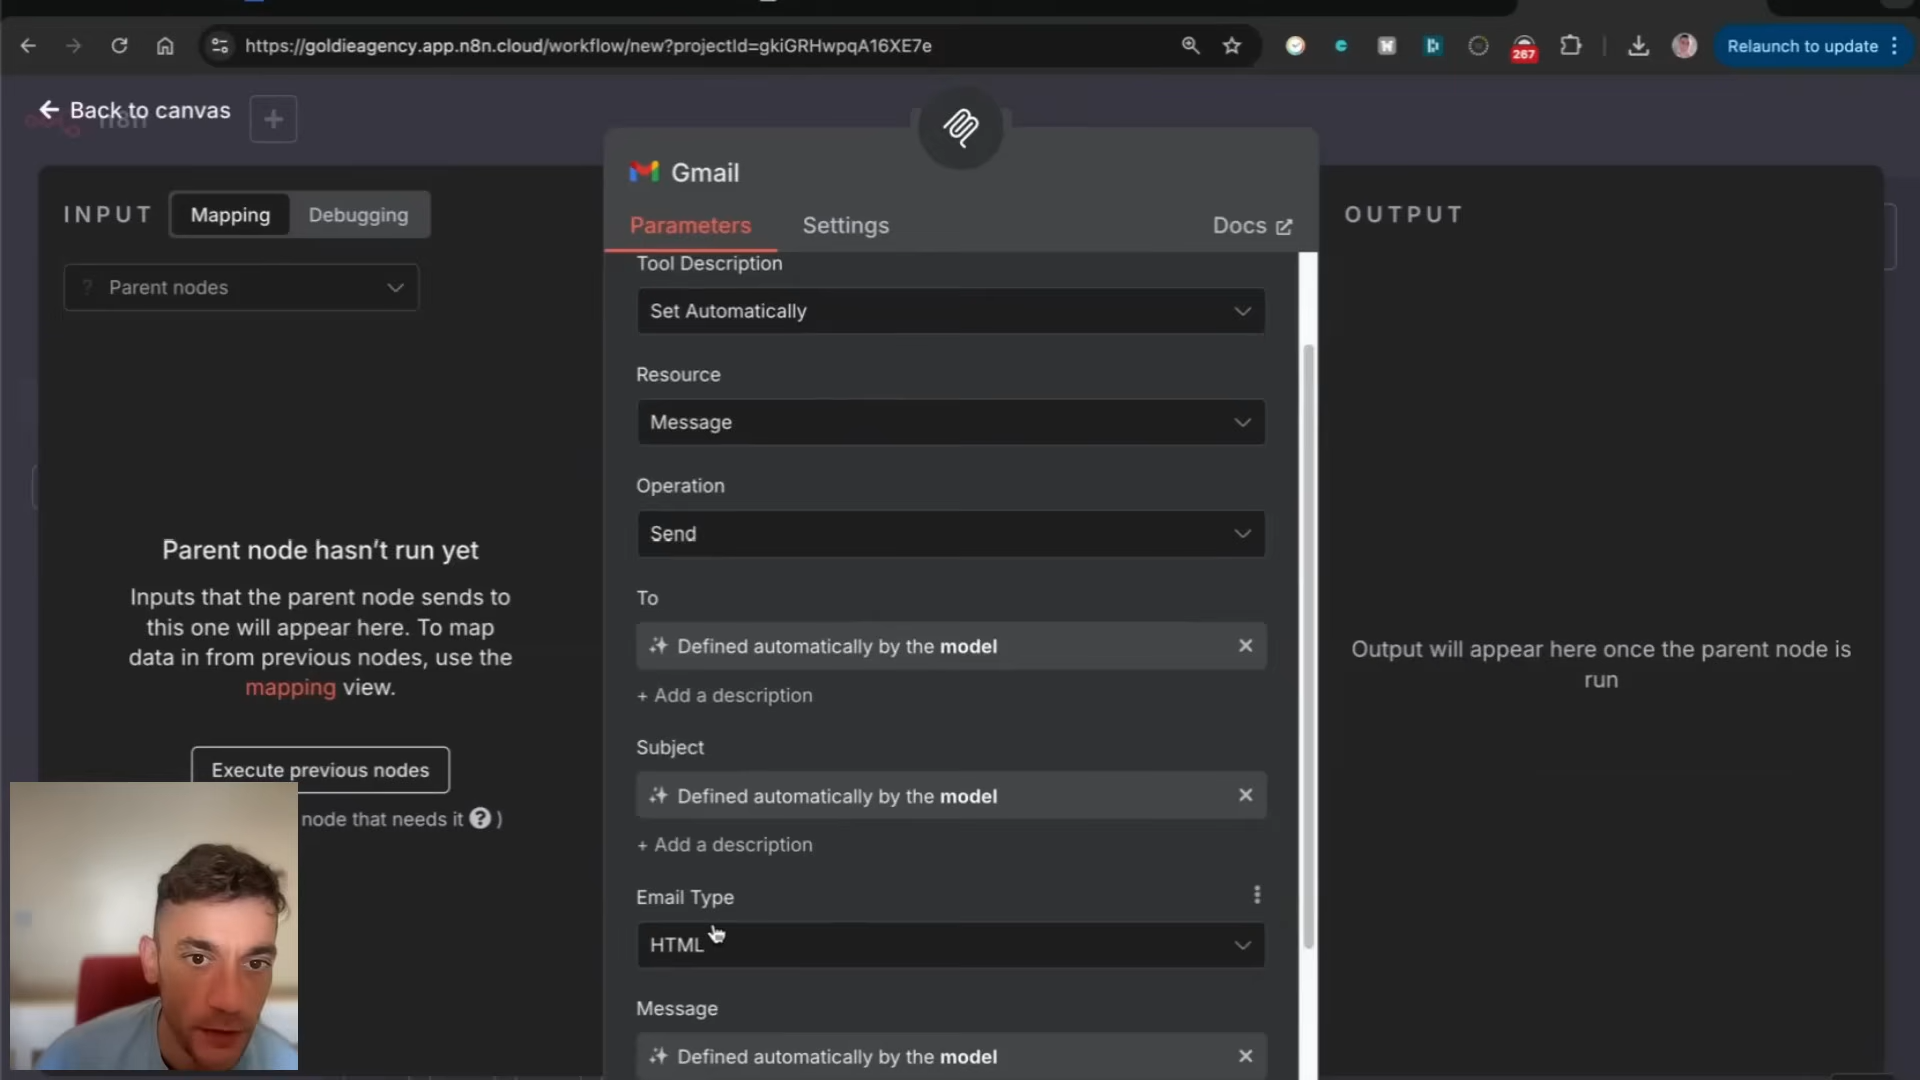 https://goldieagency.app.n8n.cloud/workflow/new?projectId=gkiGRHwpqA16XE7e
267
Relaunch to update
Back to canvas
n8n
Gmail
INPUT
Mapping
Debugging
Parameters
Settings
Docs
OUTPUT
Parent nodes
Tool Description
Set Automatically
Resource
Message
Operation
Send
Parent node hasn't run yet
Inputs that the parent node sends to
this one will appear here. To map
data in from previous nodes, use the
mapping view.
Execute previous nodes
node that needs it ? )
To
Defined automatically by the model
+ Add a description
Subject
Defined automatically by the model
+ Add a description
Email Type
HTML
Message
Defined automatically by the model
Output will appear here once the parent node is
run